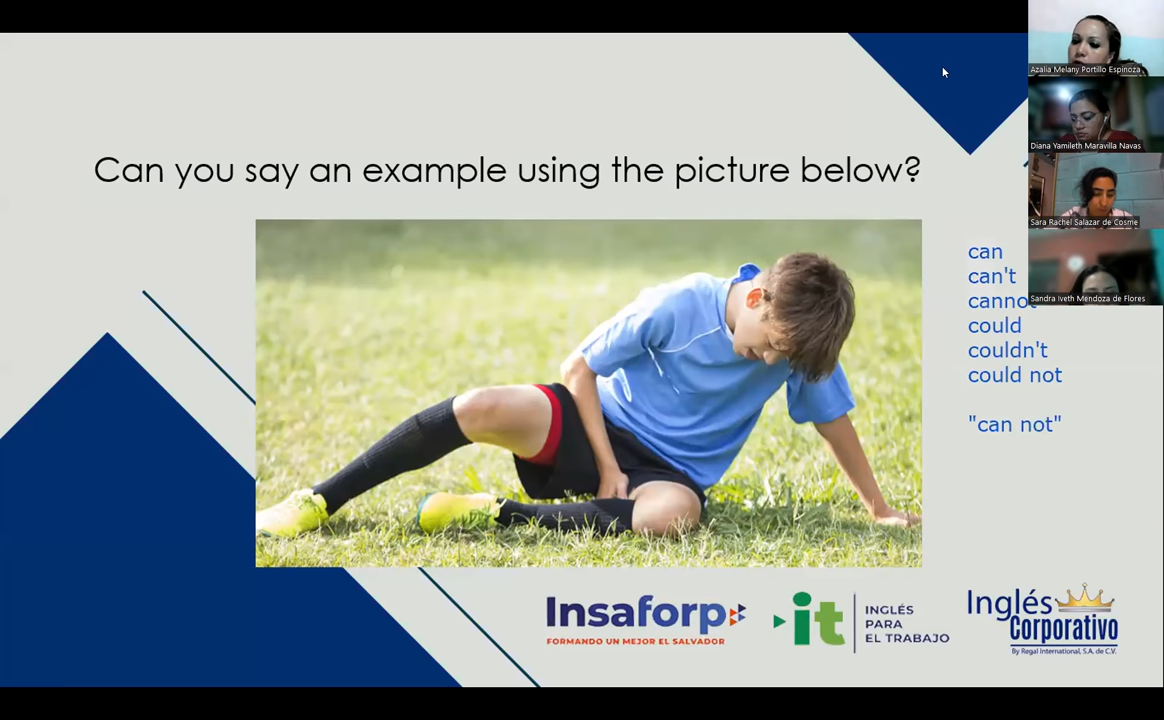 Can you say an example using the picture below?
Azalia Melany Portillo Espinoza
Diana Yamileth Maravilla Navas
Sara Rachel Salazar de Cosme
Sandra Iveth Mendoza de Flores
can
can't
cannot
could
couldn't
could not
"can not"
Insaforp
FORMANDO UN MEJOR EL SALVADOR
it
INGLÉS
PARA
EL TRABAJO
Inglés
Corporativo
By Regal International, S.A. de C.V.